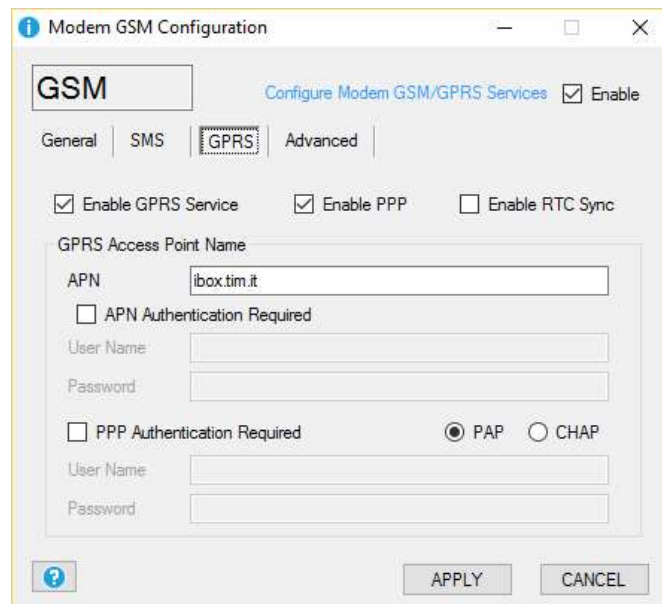 Modem GSM Configuration
GSM
Configure Modem GSM/GPRS Services Enable
General SMS GPRS Advanced
Enable GPRS Service Enable PPP Enable RTC Sync
GPRS Access Point Name
APN ibox.tim.it
APN Authentication Required
User Name
Password
PPP Authentication Required PAP CHAP
User Name
Password
APPLY CANCEL